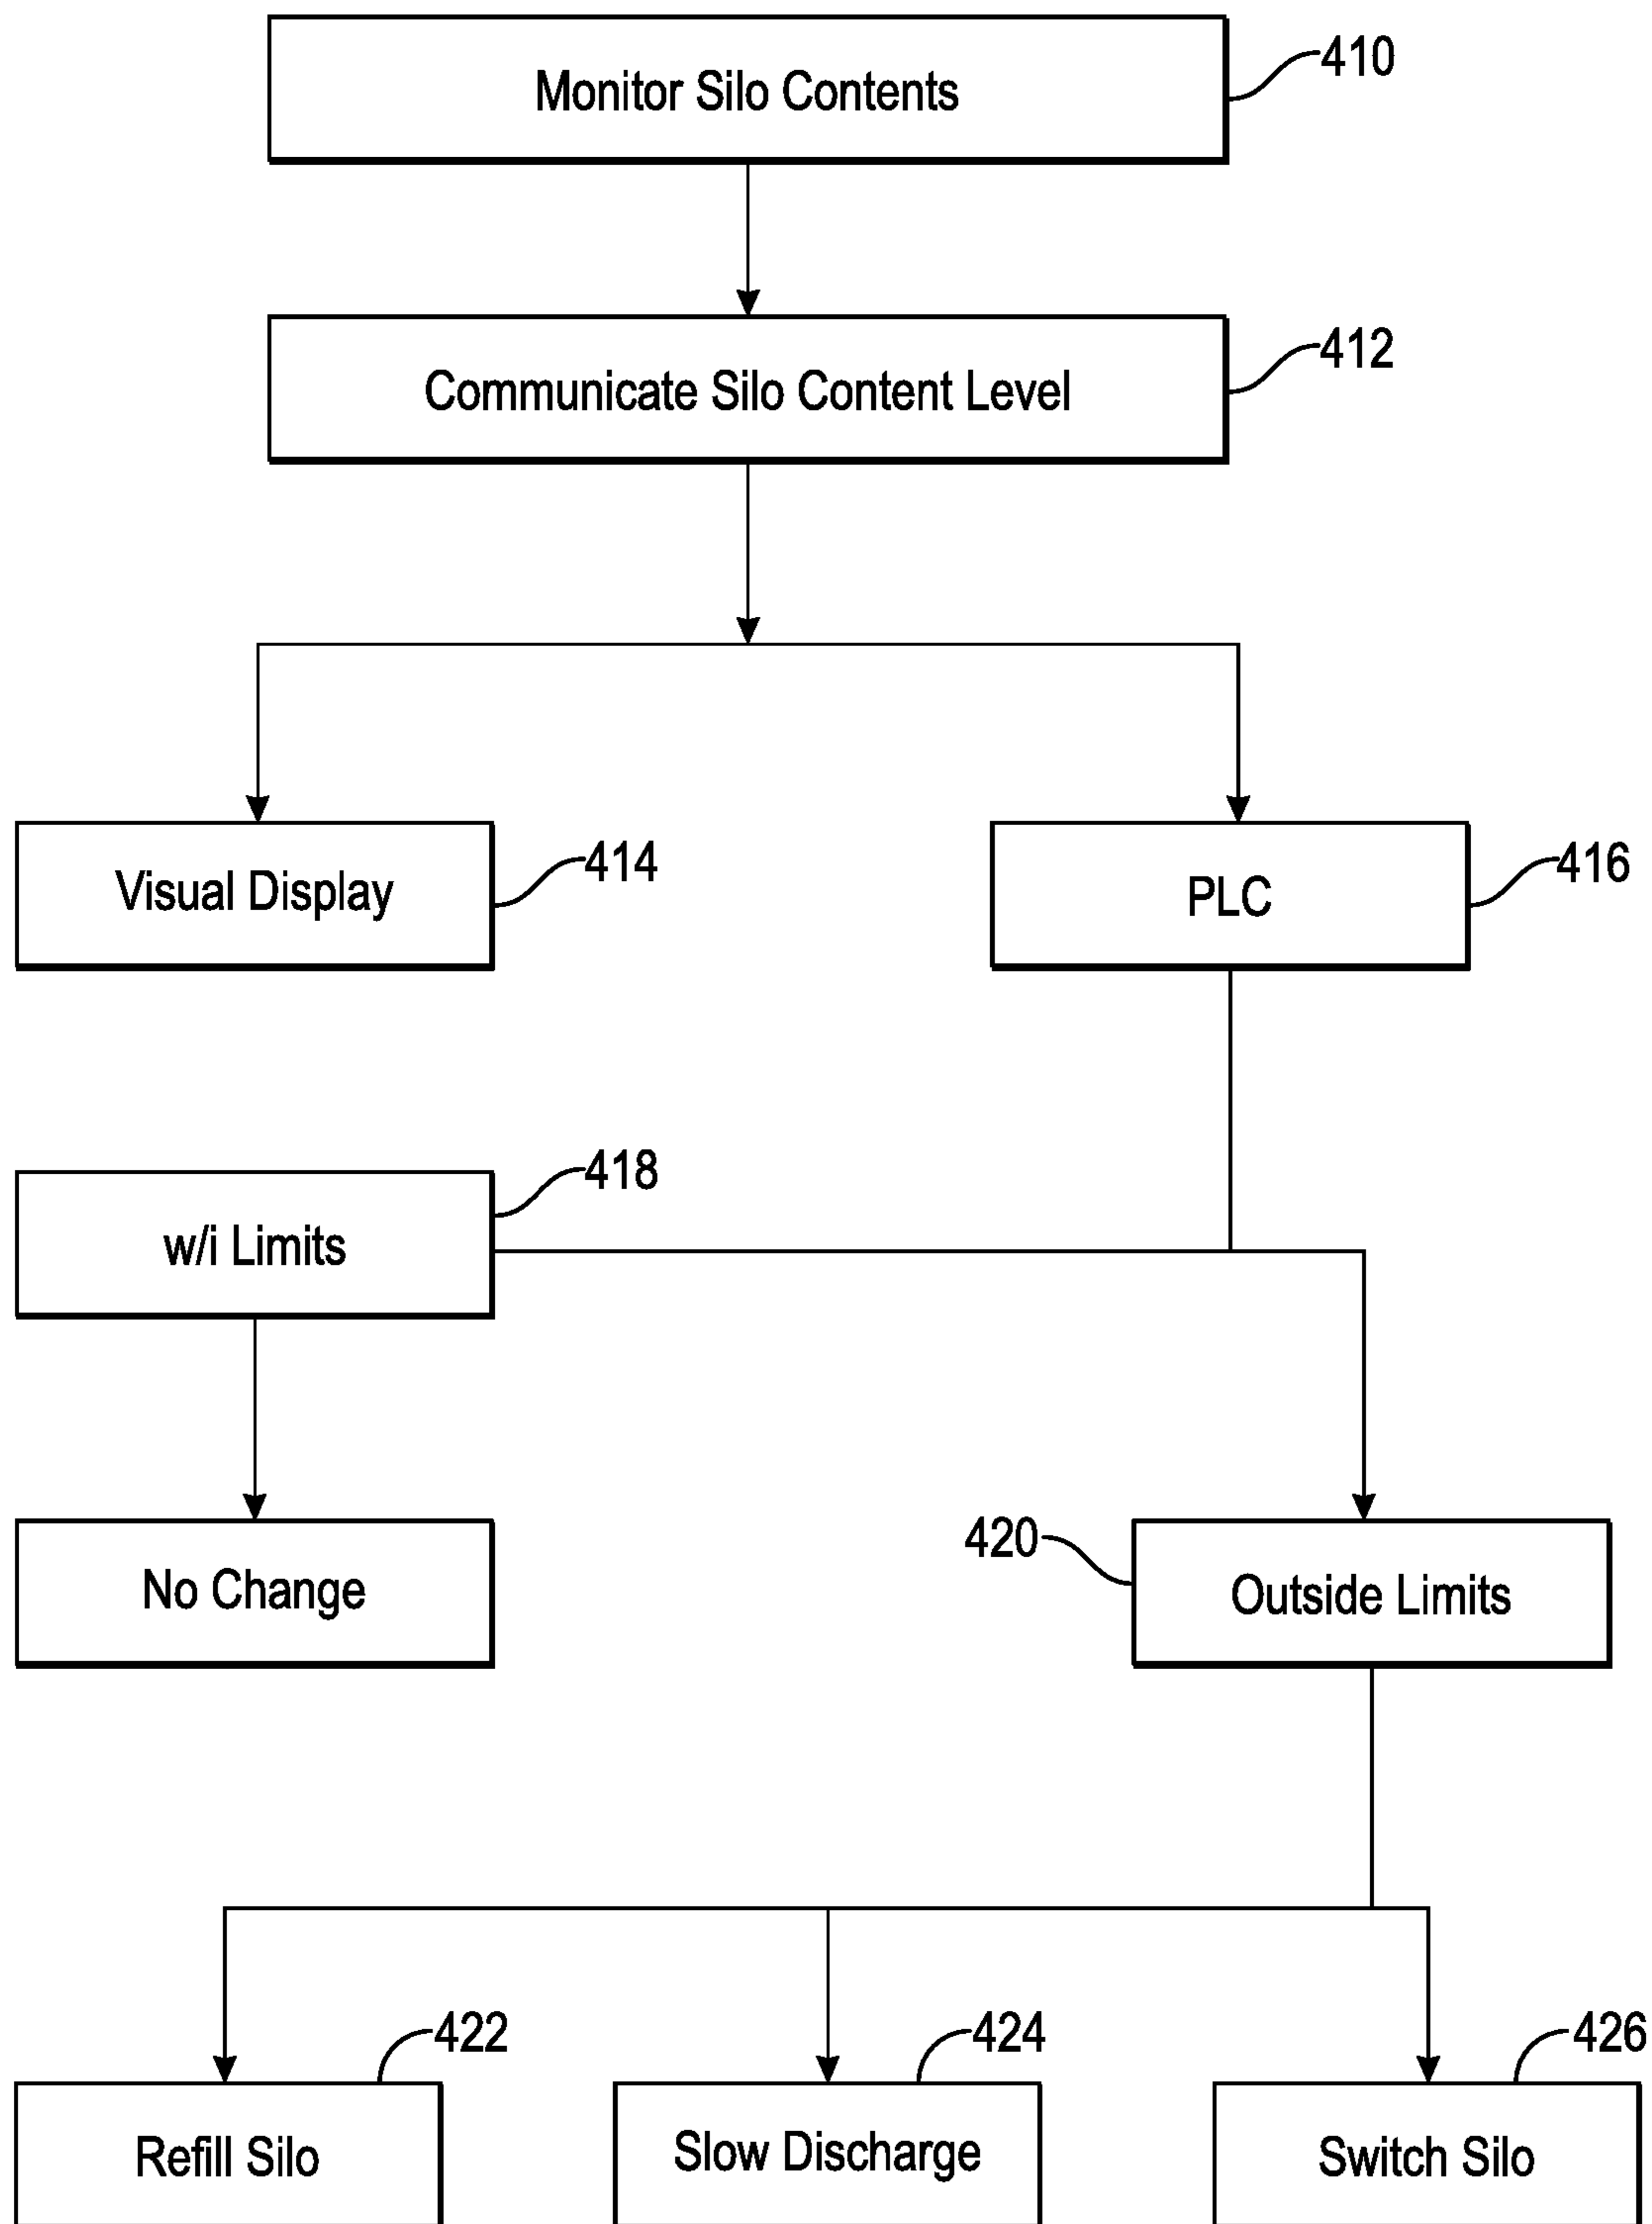 Monitor Silo Contents
410
Communicate Silo Content Level
412
Visual Display
414
PLC
416
w/i Limits
418
No Change
420
Outside Limits
422
424
426
Refill Silo
Slow Discharge
Switch Silo